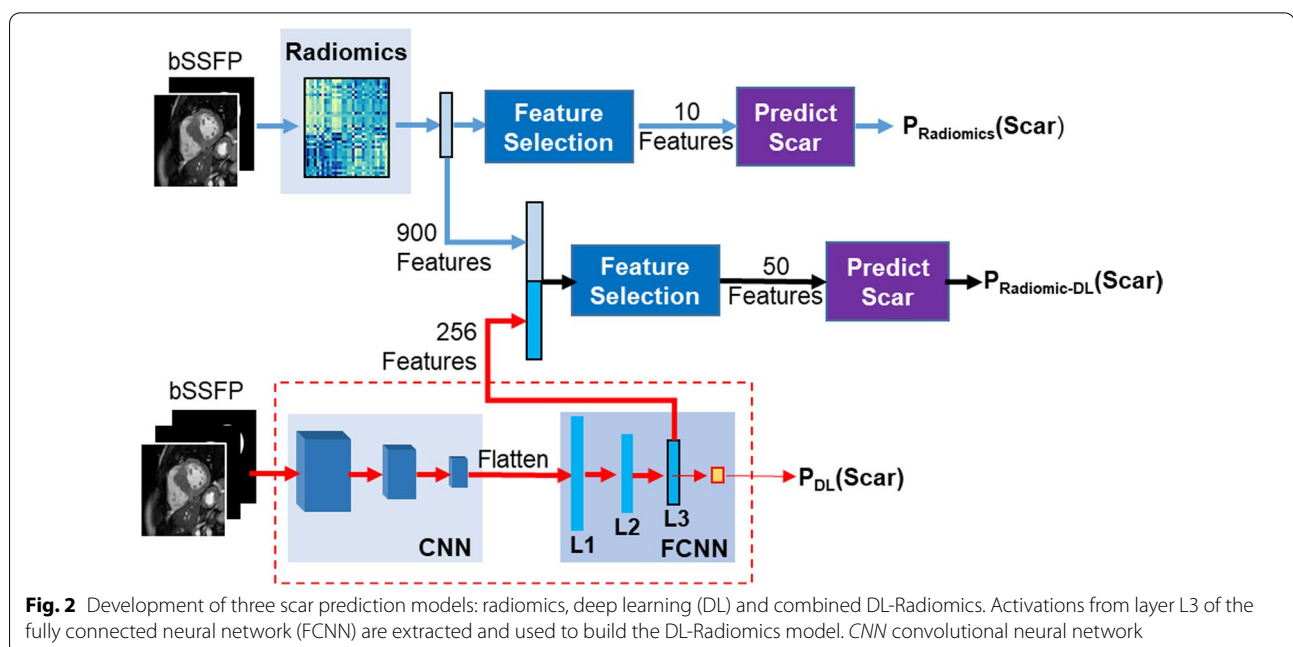 bSSFP
Radiomics
Feature
Selection
10
Features
Predict
Scar
P Radiomics(Scar)
900
Features
Feature
Selection
50
Features
Predict
Scar
P Radiomic-DL(Scar)
256
Features
bSSFP
Flatten
CNN
L1
L2
L3
FCNN
P DL(Scar)
Fig. 2 Development of three scar prediction models: radiomics, deep learning (DL) and combined DL-Radiomics. Activations from layer L3 of the
fully connected neural network (FCNN) are extracted and used to build the DL-Radiomics model. CNN convolutional neural network